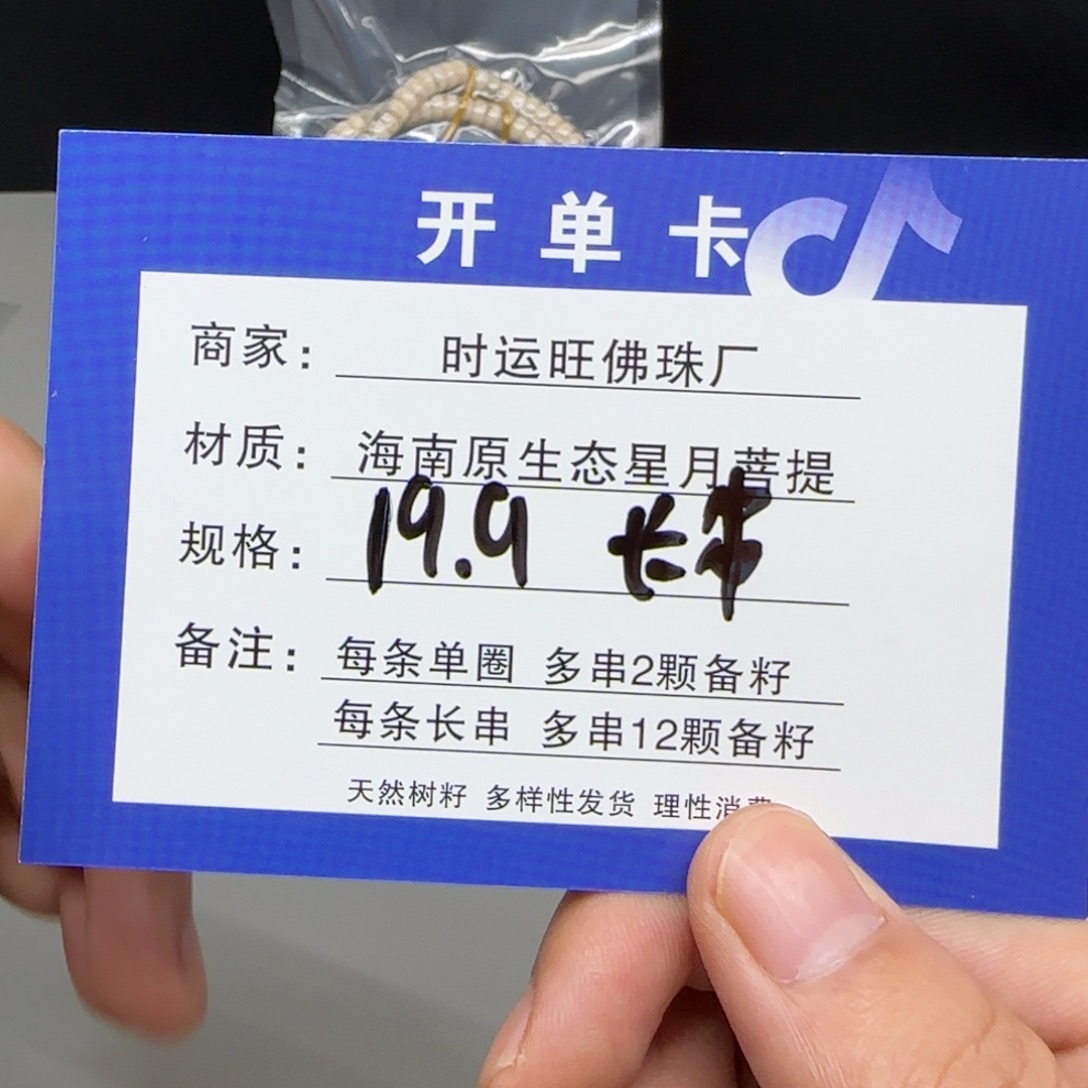 开单卡
商家：时运旺佛珠厂
材质：海南原生态星月菩提
规格：19.9 长串
备注：每条单圈 多串2颗备籽
每条长串 多串12颗备籽
天然树籽 多样性发货 理性消费